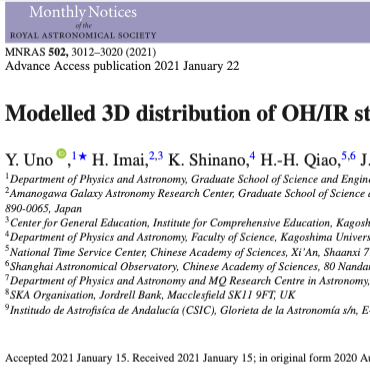 Monthly Notices
of the
ROYAL ASTRONOMICAL SOCIETY
MNRAS 502, 3012–3020 (2021)
Advance Access publication 2021 January 22
Modelled 3D distribution of OH/IR st
Y. Uno ,1★ H. Imai,2,3 K. Shinano,4 H.-H. Qiao,5,6 J.
1Department of Physics and Astronomy, Graduate School of Science and Engine
2Amanogawa Galaxy Astronomy Research Center, Graduate School of Science a
890-0065, Japan
3Center for General Education, Institute for Comprehensive Education, Kagosh
4Department of Physics and Astronomy, Faculty of Science, Kagoshima Univers
5National Time Service Center, Chinese Academy of Sciences, Xi'An, Shaanxi 7
6Shanghai Astronomical Observatory, Chinese Academy of Sciences, 80 Nandan
7Department of Physics and Astronomy and MQ Research Centre in Astronomy,
8SKA Organisation, Jordrell Bank, Macclesfield SK11 9FT, UK
9Institudo de Astrofísica de Andalucía (CSIC), Glorieta de la Astronomía s/n, E-
Accepted 2021 January 15. Received 2021 January 15; in original form 2020 Au